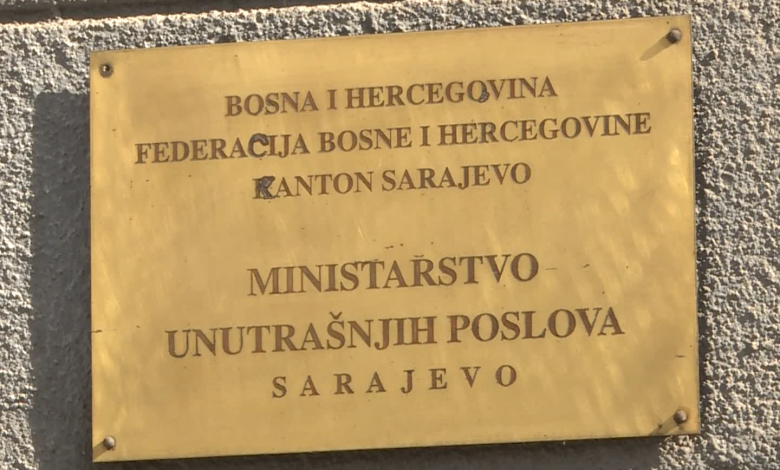 BOSNA I HERCEGOVINA
FEDERACIJA BOSNE I HERCEGOVINE
KANTON SARAJEVO
MINISTARSTVO
UNUTRAŠNJIH POSLOVA
SARAJEVO